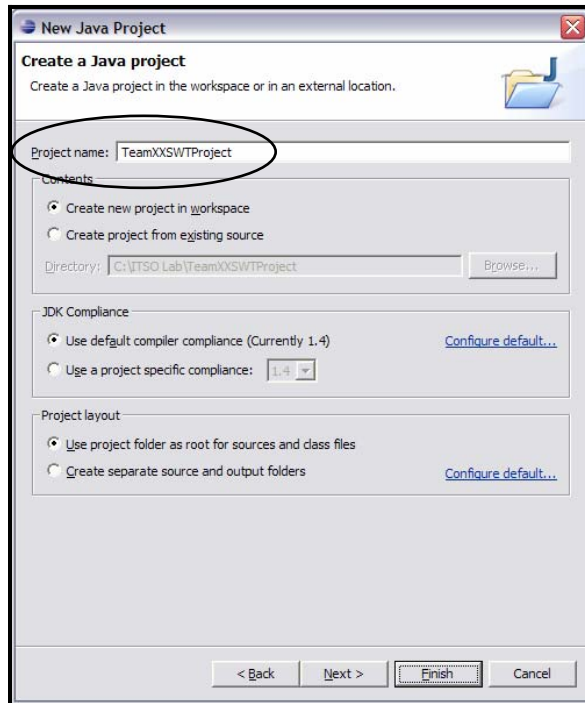 New Java Project
Create a Java project
Create a Java project in the workspace or in an external location.
Project name: TeamXXSWTProject
Contents
Create new project in workspace
Create project from existing source
Directory: C:\ITSO Lab\TeamXXSWTProject Browse...
JDK Compliance
Use default compiler compliance (Currently 1.4) Configure default...
Use a project specific compliance: 1.4
Project layout
Use project folder as root for sources and class files
Create separate source and output folders Configure default...
< Back Next > Finish Cancel